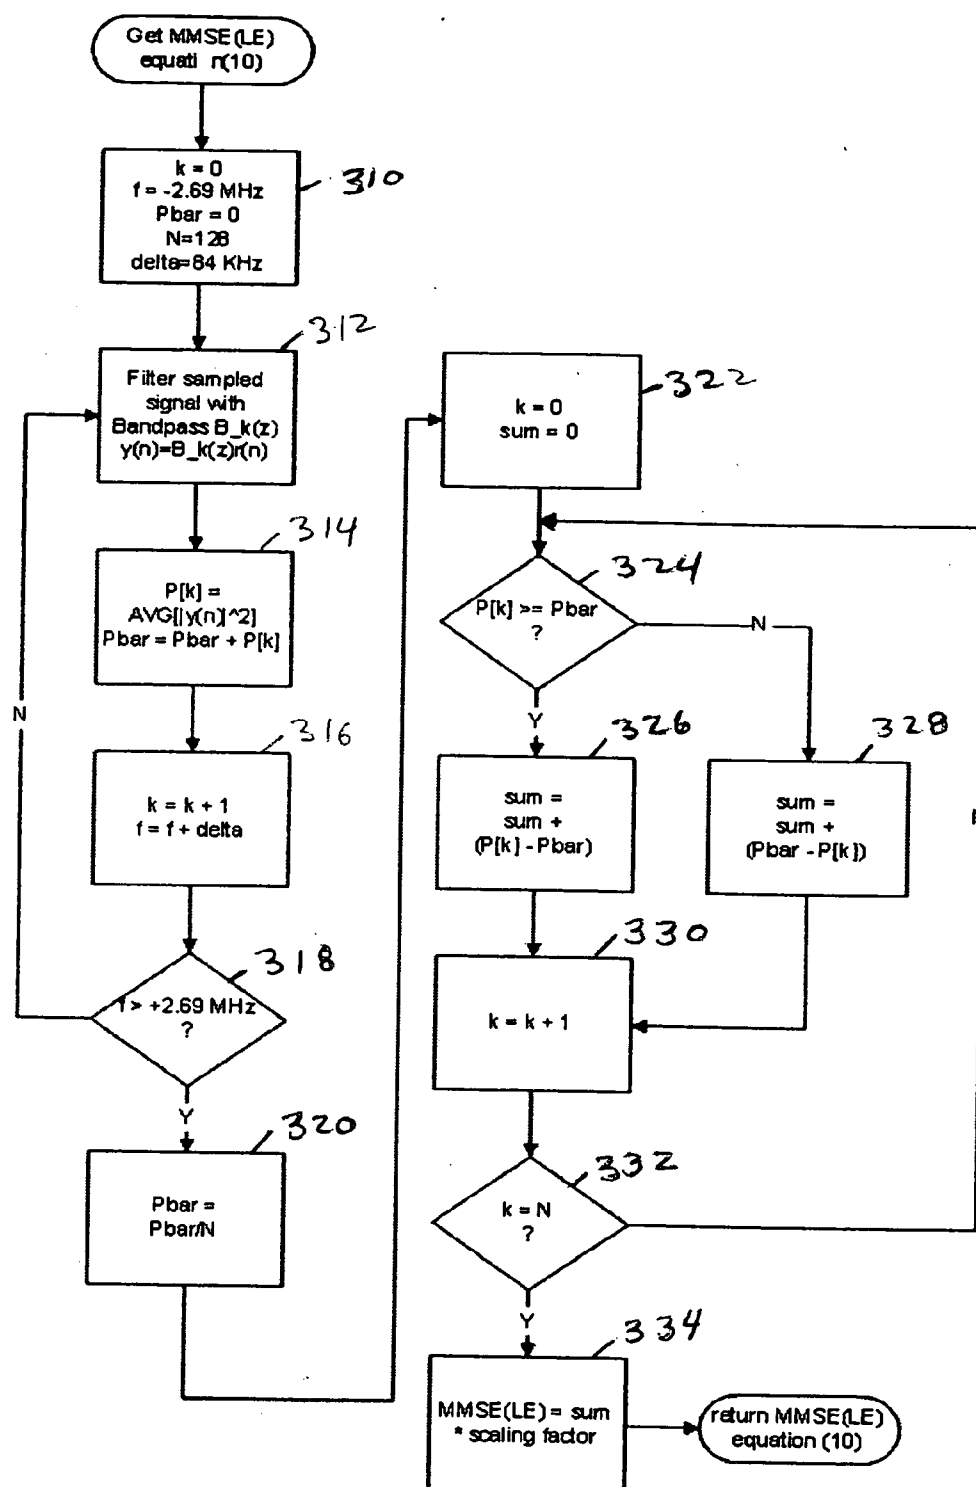 Get MMSE(LE)
equati n(10)
k = 0
f = -2.69 MHz
Pbar = 0
N=128
delta=84 KHz
310
312
Filter sampled
signal with
Bandpass B_k(z)
y(n)=B_k(z)r(n)
314
P[k] =
AVG[|y(n)|^2]
Pbar = Pbar + P[k]
N
316
k = k + 1
f = f + delta
318
f > +2.69 MHz
?
Y
320
Pbar =
Pbar/N
322
k = 0
sum = 0
324
P[k] >= Pbar
?
N
Y
326
sum =
sum +
(P[k] - Pbar)
328
sum =
sum +
(Pbar - P[k])
330
k = k + 1
332
k = N
?
Y
334
MMSE(LE) = sum
* scaling factor
return MMSE(LE)
equation (10)